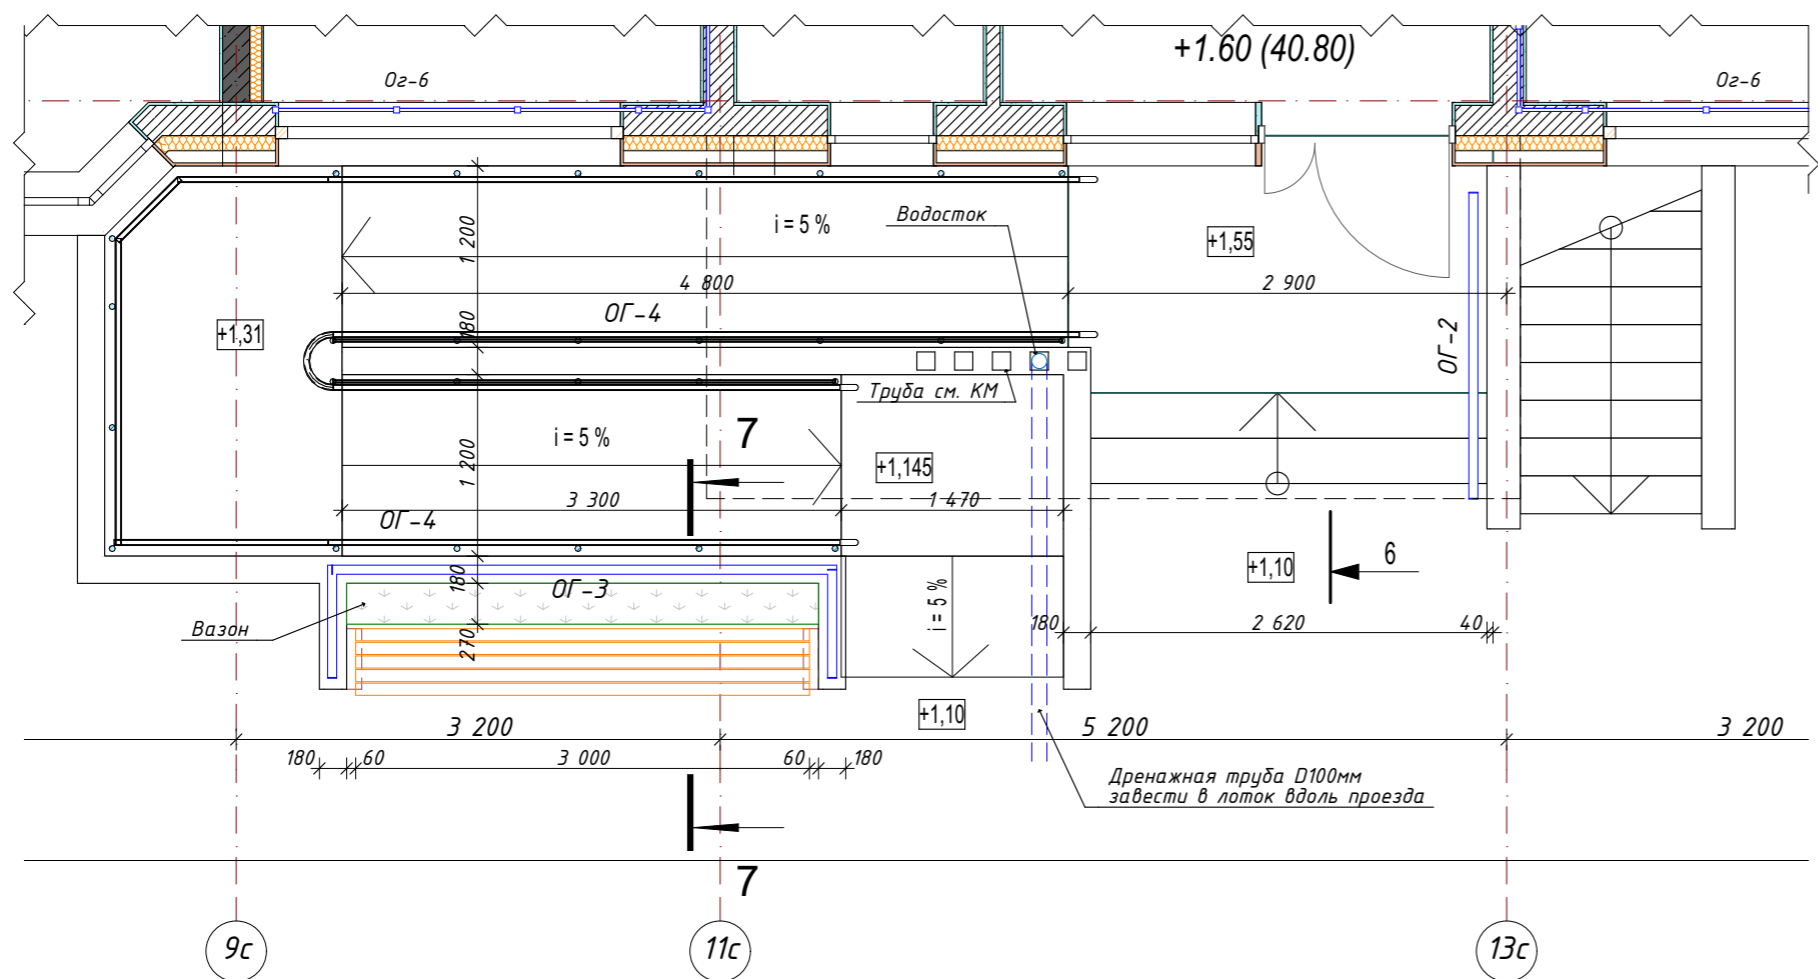 +1.60 (40.80)
Ог-6
Ог-6
Водосток
i = 5 %
+1,55
1 200
4 800
2 900
ОГ-4
180
+1,31
ОГ-2
Труба см. КМ
7
i = 5 %
+1,145
1 200
3 300
1 470
ОГ-4
6
+1,10
180
ОГ-3
i = 5 %
Вазон
270
180
2 620
40
+1,10
3 200
5 200
3 200
180
60
3 000
60
180
Дренажная труба D100мм
завести в лоток вдоль проезда
7
9с
11с
13с